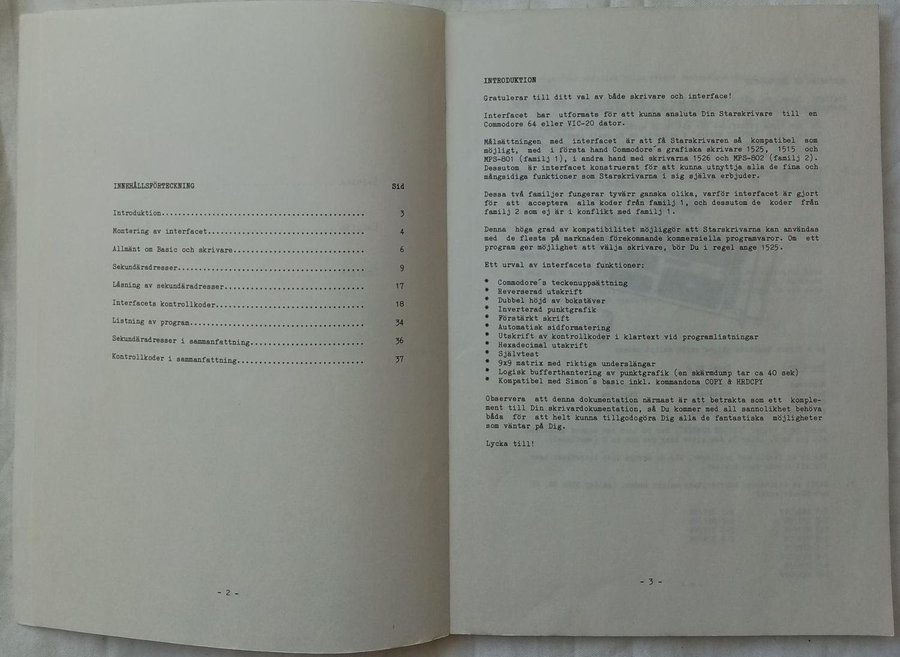 INNEHÅLLSFÖRTECKNING Sid
Introduktion.................................................. 3
Montering av interfacet....................................... 4
Allmänt om Basic och skrivare................................. 6
Sekundäradresser.............................................. 9
Låsning av sekundäradresser................................... 17
Interfacets kontrollkoder..................................... 18
Listning av program........................................... 34
Sekundäradresser i sammanfattning............................. 36
Kontrollkoder i sammanfattning................................ 37
- 2 -
INTRODUKTION
Gratulerar till ditt val av både skrivare och interface!
Interfacet har utformats för att kunna ansluta Din Starskrivare till en
Commodore 64 eller VIC-20 dator.
Målsättningen med interfacet är att få Starskrivaren så kompatibel som
möjligt, med i första hand Commodore´s grafiska skrivare 1525, 1515 och
MPS-801 (familj 1), i andra hand med skrivarna 1526 och MPS-802 (familj 2).
Dessutom är interfacet konstruerat för att kunna utnyttja alla de fina och
mångsidiga funktioner som Starskrivarna i sig själva erbjuder.
Dessa två familjer fungerar tyvärr ganska olika, varför interfacet är gjort
för att acceptera alla koder från familj 1, och dessutom de koder från
familj 2 som ej är i konflikt med familj 1.
Denna höga grad av kompatibilitet möjliggör att Starskrivarna kan användas
med de flesta på marknaden förekommande kommersiella programvaror. Om ett
program ger möjlighet att välja skrivare, bör Du i regel ange 1525.
Ett urval av interfacets funktioner:
* Commodore´s teckenuppsättning
* Reverserad utskrift
* Dubbel höjd av bokstäver
* Inverterad punktgrafik
* Förstärkt skrift
* Automatisk sidformatering
* Utskrift av kontrollkoder i klartext vid programlistningar
* Hexadecimal utskrift
* Självtest
* 9x9 matrix med riktiga underslängar
* Logisk bufferthantering av punktgrafik (en skärmdump tar ca 40 sek)
* Kompatibel med Simon´s basic inkl. kommandona COPY & HRDCPY
Observera att denna dokumentation närmast är att betrakta som ett komple-
ment till Din skrivardokumentation, så Du kommer med all sannolikhet behöva
båda för att helt kunna tillgodogöra Dig alla de fantastiska möjligheter
som väntar på Dig.
Lycka till!
- 3 -